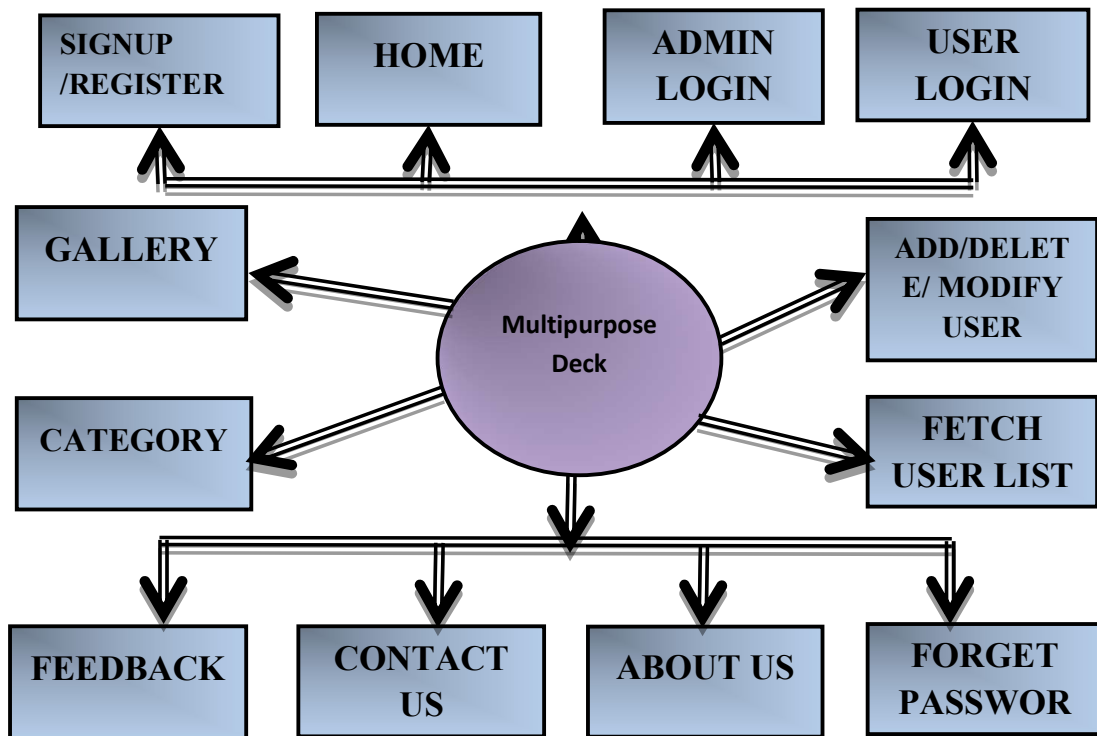 SIGNUP
/REGISTER
HOME
ADMIN
LOGIN
USER
LOGIN
GALLERY
ADD/DELET
E/ MODIFY
USER
Multipurpose
Deck
CATEGORY
FETCH
USER LIST
FEEDBACK
CONTACT
US
ABOUT US
FORGET
PASSWOR